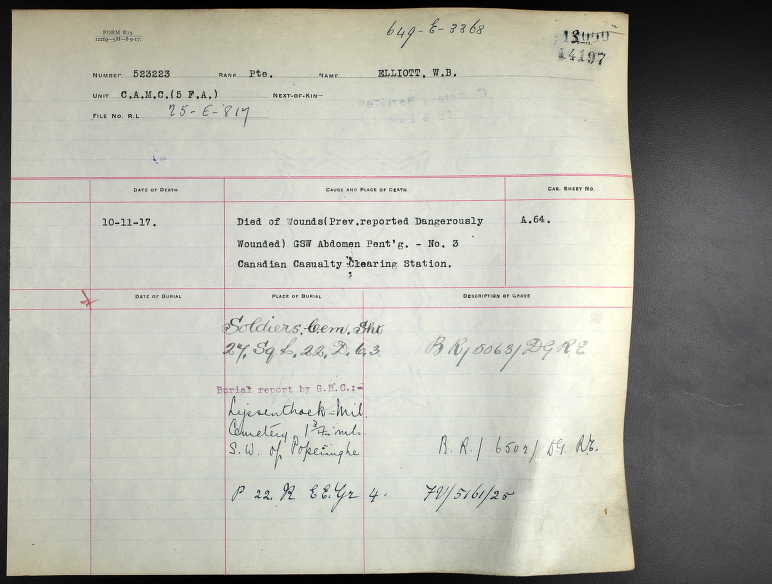 FORM
649-E-3368
14197
NUMBER 523223 RANK Pte. NAME ELLIOTT, W.B.
UNIT C.A.M.C.(5 F.A.) NEXT-OF-KIN—
FILE NO. R.L 25-E-817
DATE OF DEATH CAUSE AND PLACE OF DEATH CAS. SHEET NO.
10-11-17. Died of Wounds(Prev.reported Dangerously A.64.
Wounded) GSW Abdomen Pent'g. - No. 3
Canadian Casualty Clearing Station.
DATE OF BURIAL PLACE OF BURIAL DESCRIPTION OF GRAVE
Soldiers. Cem. Sht
27. Sq L. 22. D. 6.3 B R/5063/DGRE
Burial report by G.R.C.:-
Lijssenthoek Mil.
Cemetery, 1 3/4 mls.
S.W. of Poperinghe B.R./6502/DG.RE.
P 22. R EE. Gr 4. 7V/5161/25